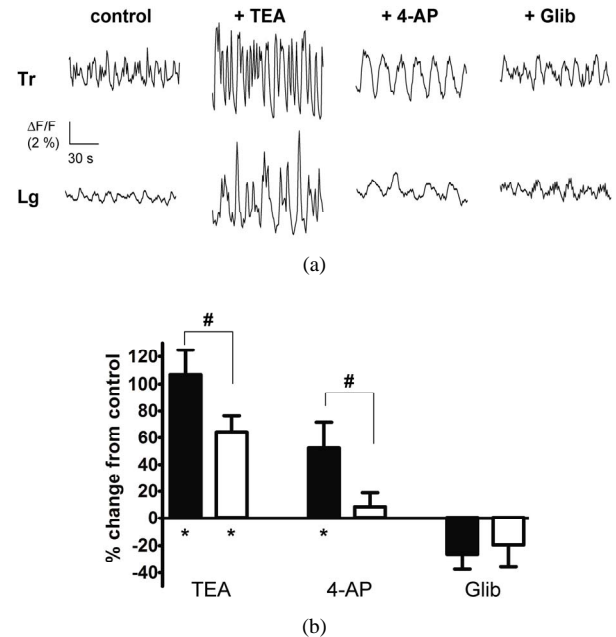 control + TEA + 4-AP + Glib
Tr
ΔF/F
(2 %)
30 s
Lg
(a)
% change from control
120
100
80
60
40
20
0
-20
-40
#
#
* * *
TEA 4-AP Glib
(b)